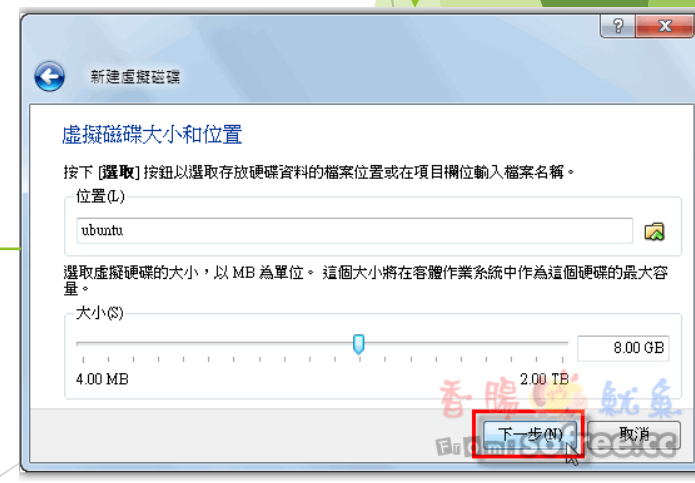 新建虛擬磁碟
虛擬磁碟大小和位置
按下 [選取] 按鈕以選取存放硬碟資料的檔案位置或在項目欄位輸入檔案名稱。
位置(L)
ubuntu
選取虛擬硬碟的大小，以 MB 為單位。 這個大小將在客體作業系統中作為這個硬碟的最大容
量。
大小(S)
8.00 GB
4.00 MB
2.00 TB
香腸炒魷魚
下一步(N)
取消
From isofree.cc